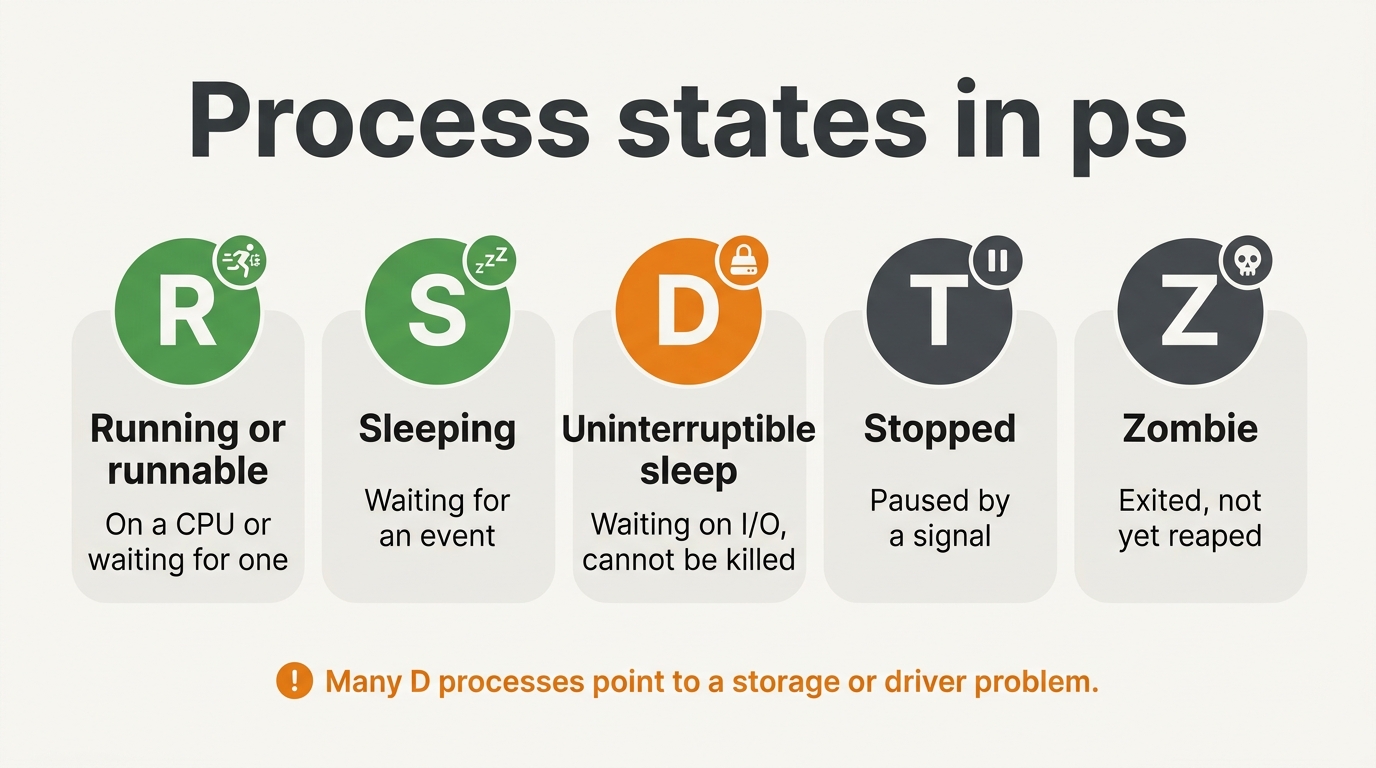 Process states in ps
R
S
zzZ
D
T
Z
Running or
runnable
On a CPU or
waiting for one
Sleeping
Waiting for
an event
Uninterruptible
sleep
Waiting on I/O,
cannot be killed
Stopped
Paused by
a signal
Zombie
Exited, not
yet reaped
! Many D processes point to a storage or driver problem.